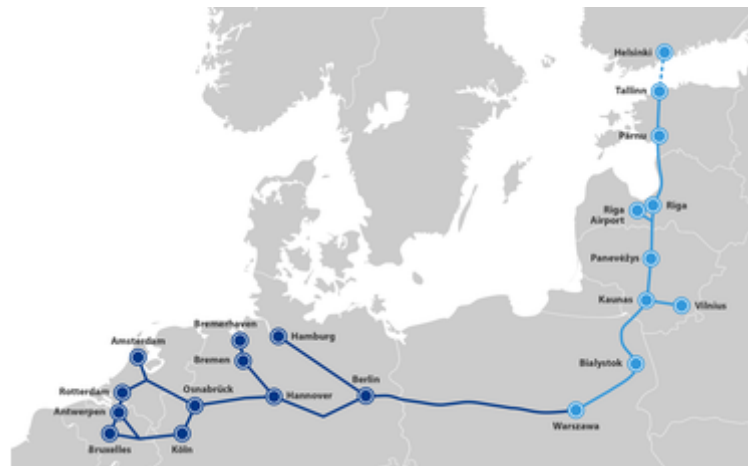 Helsinki
Tallinn
Pärnu
Riga
Riga
Airport
Panevėžys
Kaunas
Vilnius
Bremerhaven
Hamburg
Amsterdam
Bremen
Bialystok
Berlin
Rotterdam
Osnabrück
Hannover
Antwerpen
Warszawa
Bruxelles
Köln